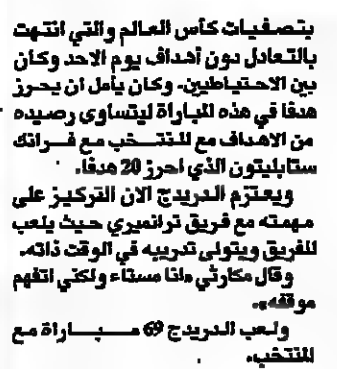 بتصفيات كأس العالم والتي انتهت
بالتعادل دون أهداف يوم الاحد وكان
بين الاحتياطيين. وكان يأمل ان يحرز
هدفا في هذه المباراة ليتساوى رصيده
من الاهداف مع المنتخب مع فرانك
ستابليتون الذي احرز 20 هدفا.
ويعتزم الدريدج الان التركيز على
مهمته مع فريق ترانميري حيث يلعب
للفريق ويتولى تدريبه في الوقت ذاته.
وقال مكارثي «انا مستاء ولكني اتفهم
موقفه».
ولعب الدريدج 69 مباراة مع
المنتخب.